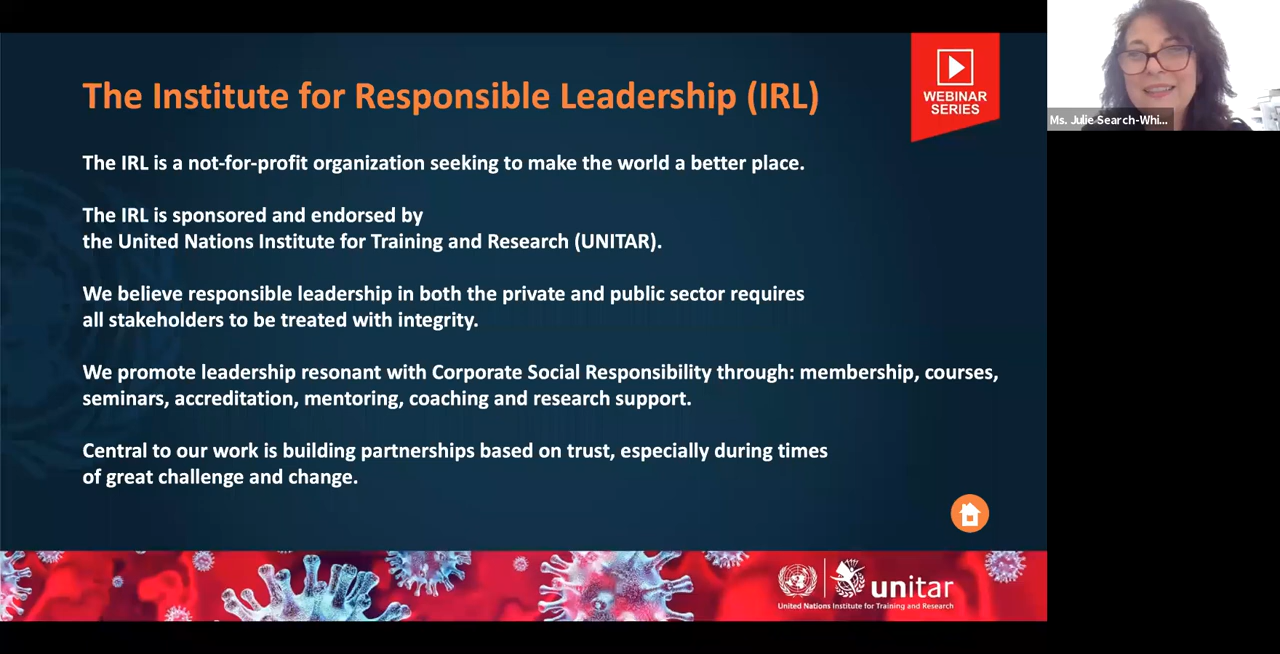 The Institute for Responsible Leadership (IRL)
WEBINAR
SERIES
Ms. Julie Search-Whi...
The IRL is a not-for-profit organization seeking to make the world a better place.
The IRL is sponsored and endorsed by
the United Nations Institute for Training and Research (UNITAR).
We believe responsible leadership in both the private and public sector requires
all stakeholders to be treated with integrity.
We promote leadership resonant with Corporate Social Responsibility through: membership, courses,
seminars, accreditation, mentoring, coaching and research support.
Central to our work is building partnerships based on trust, especially during times
of great challenge and change.
unitar
United Nations Institute for Training and Research